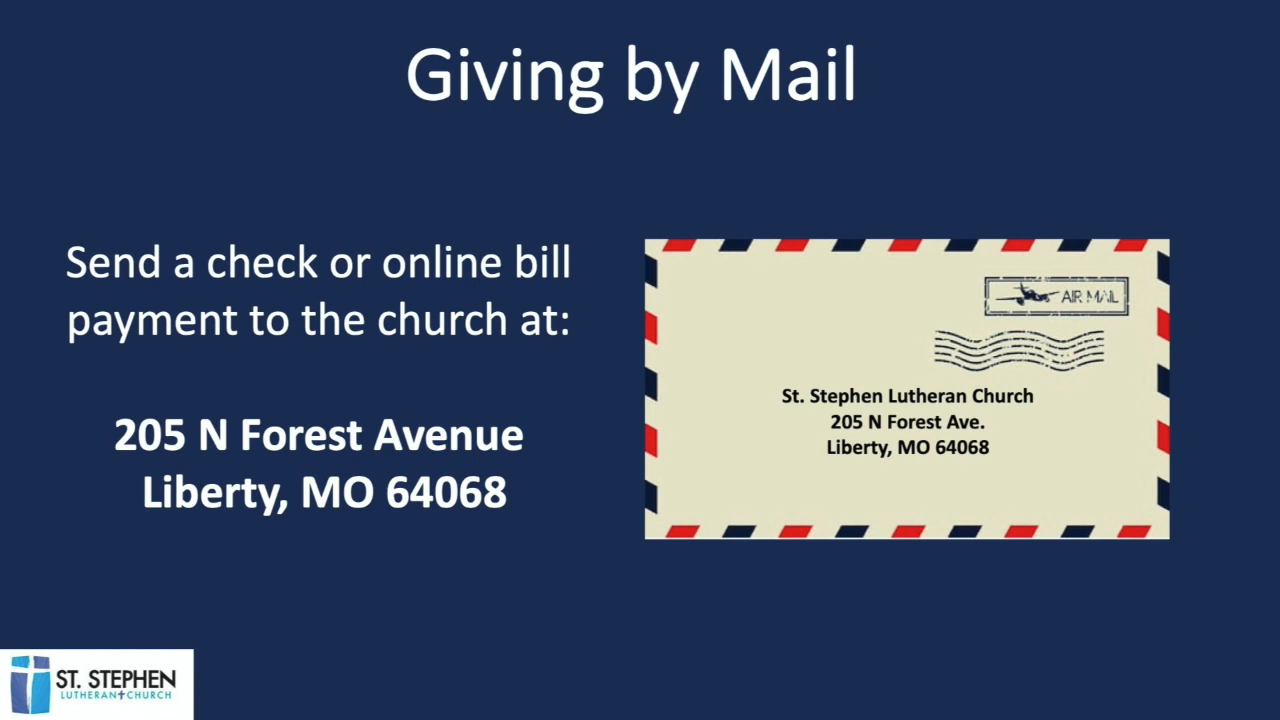 Giving by Mail
Send a check or online bill
payment to the church at:
205 N Forest Avenue
Liberty, MO 64068
AIR MAIL
St. Stephen Lutheran Church
205 N Forest Ave.
Liberty, MO 64068
ST. STEPHEN
LUTHERAN CHURCH